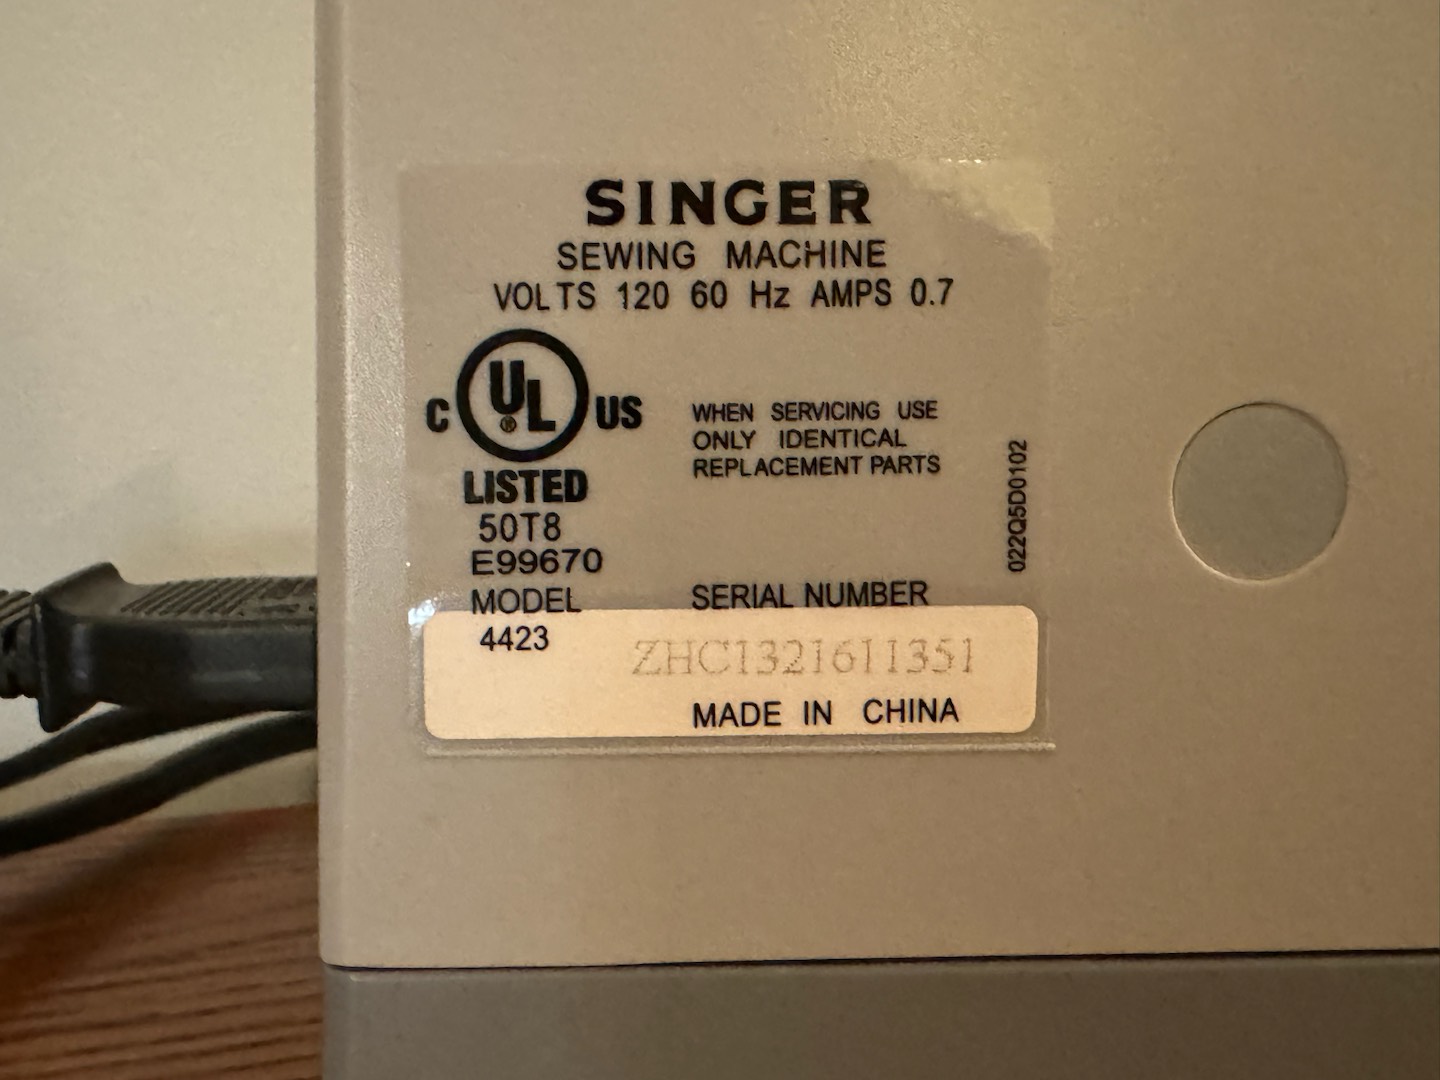 SINGER
SEWING MACHINE
VOLTS 120 60 Hz AMPS 0.7
C UL® US
LISTED
50T8
E99670
MODEL
4423
WHEN SERVICING USE
ONLY IDENTICAL
REPLACEMENT PARTS
022Q5D0102
SERIAL NUMBER
ZHC1321611351
MADE IN CHINA